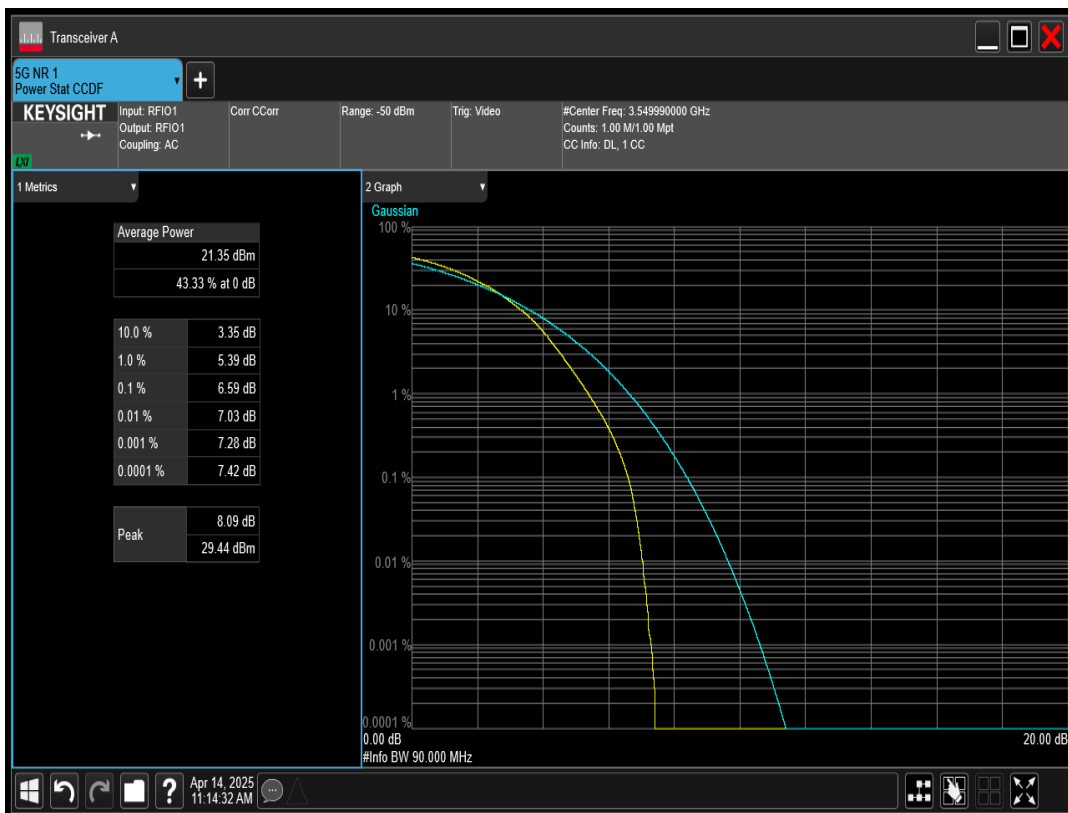 Transceiver A
5G NR 1
Power Stat CCDF
+
KEYSIGHT
LXI
Input: RFIO1
Output: RFIO1
Coupling: AC
Corr CCorr
Range: -50 dBm
Trig: Video
#Center Freq: 3.549990000 GHz
Counts: 1.00 M/1.00 Mpt
CC Info: DL, 1 CC
1 Metrics
Average Power
21.35 dBm
43.33 % at 0 dB
10.0 % 3.35 dB
1.0 % 5.39 dB
0.1 % 6.59 dB
0.01 % 7.03 dB
0.001 % 7.28 dB
0.0001 % 7.42 dB
Peak
8.09 dB
29.44 dBm
2 Graph
Gaussian
100 %
10 %
1 %
0.1 %
0.01 %
0.001 %
0.0001 %
0.00 dB
20.00 dB
#Info BW 90.000 MHz
?
Apr 14, 2025
11:14:32 AM